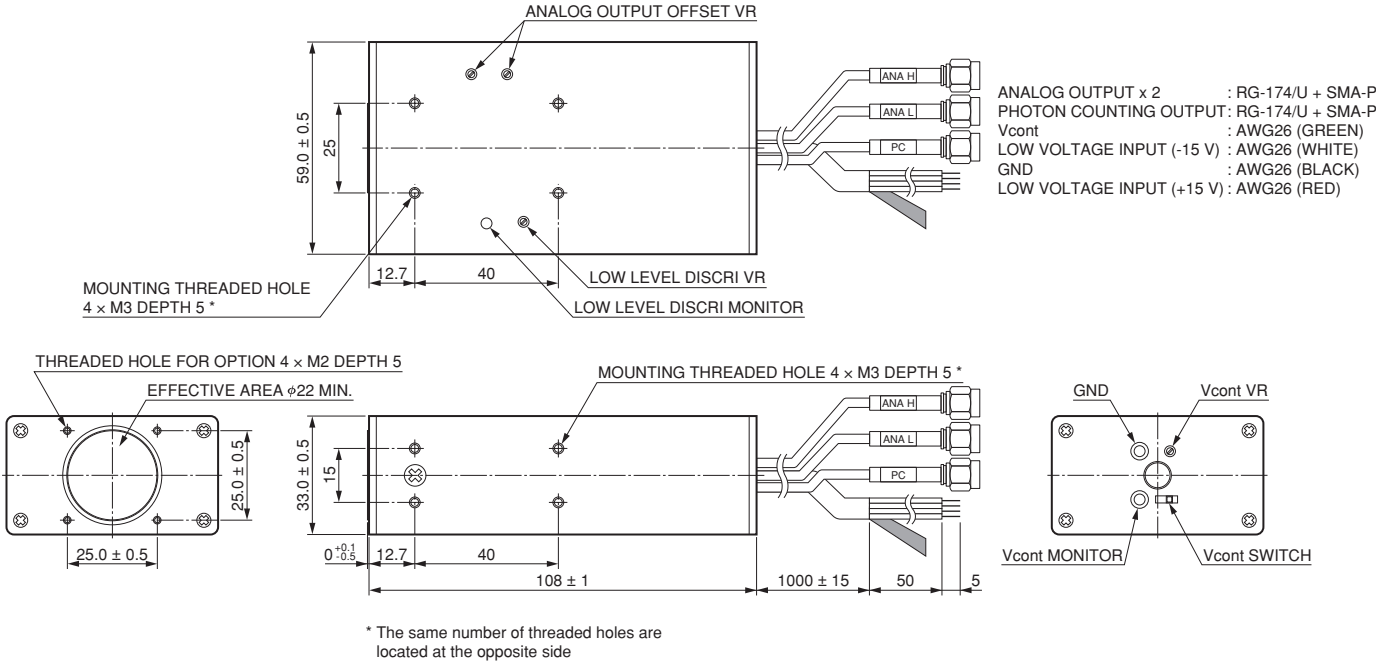 ANALOG OUTPUT OFFSET VR
ANA H
ANA L
PC
ANALOG OUTPUT x 2 : RG-174/U + SMA-P
PHOTON COUNTING OUTPUT : RG-174/U + SMA-P
Vcont : AWG26 (GREEN)
LOW VOLTAGE INPUT (-15 V) : AWG26 (WHITE)
GND : AWG26 (BLACK)
LOW VOLTAGE INPUT (+15 V) : AWG26 (RED)
59.0 ± 0.5
25
12.7
40
LOW LEVEL DISCRI VR
LOW LEVEL DISCRI MONITOR
MOUNTING THREADED HOLE
4 × M3 DEPTH 5 *
THREADED HOLE FOR OPTION 4 × M2 DEPTH 5
EFFECTIVE AREA φ22 MIN.
25.0 ± 0.5
25.0 ± 0.5
MOUNTING THREADED HOLE 4 × M3 DEPTH 5 *
ANA H
ANA L
PC
33.0 ± 0.5
15
0 +0.1 -0.5
12.7
40
108 ± 1
1000 ± 15
50
5
GND
Vcont VR
Vcont MONITOR
Vcont SWITCH
* The same number of threaded holes are
located at the opposite side